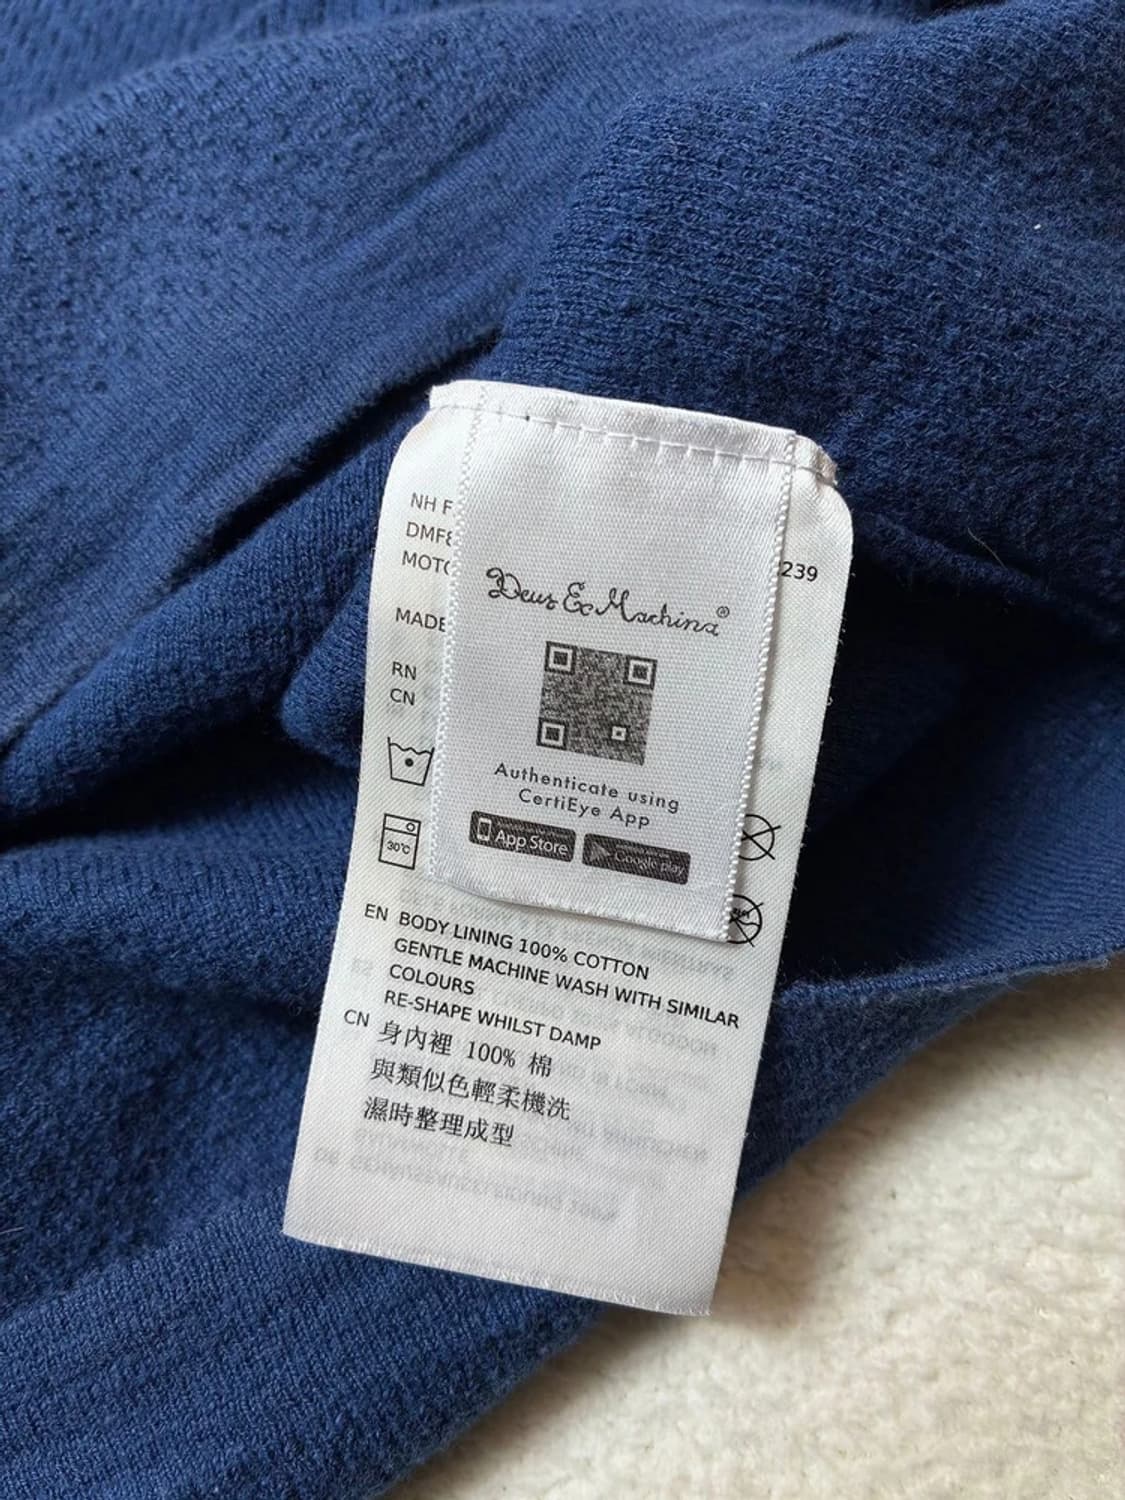 NH F
DMF8
MOTO
239
MADE
RN
CN
Deus Ex Machina®
Authenticate using
CertiEye App
App Store
Google play
30°C
EN BODY LINING 100% COTTON
GENTLE MACHINE WASH WITH SIMILAR
COLOURS
RE-SHAPE WHILST DAMP
CN 身內裡 100% 棉
與類似色輕柔機洗
濕時整理成型